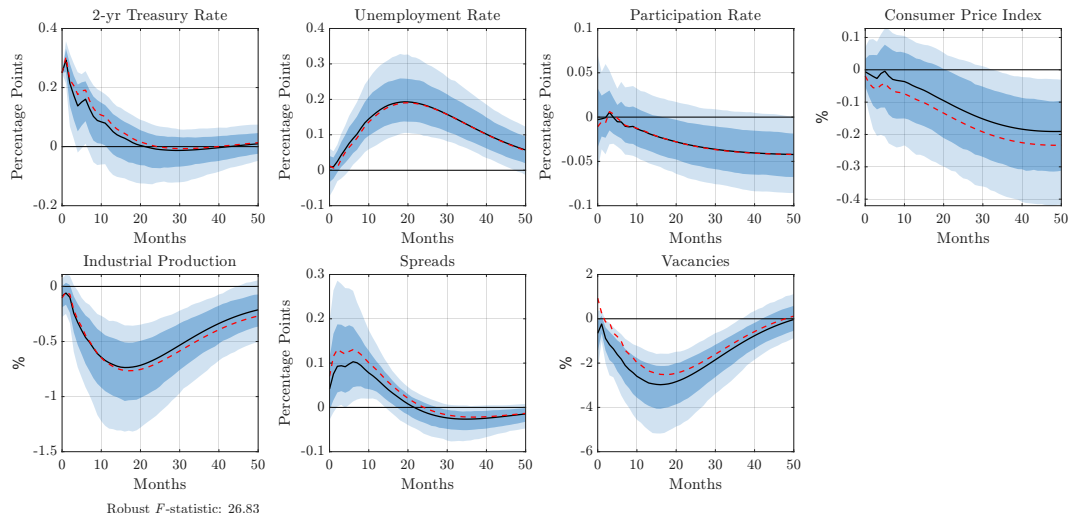 2-yr Treasury Rate
Percentage Points
0.4
0.2
0
-0.2
0 10 20 30 40 50
Months
Unemployment Rate
Percentage Points
0.4
0.3
0.2
0.1
0
0.1
0 10 20 30 40 50
Months
Participation Rate
Percentage Points
0.1
0.05
0
-0.05
-0.1
0 10 20 30 40 50
Months
Consumer Price Index
%
0.1
0
-0.1
-0.2
-0.3
-0.4
0 10 20 30 40 50
Months
Industrial Production
%
0
-0.5
-1
-1.5
0 10 20 30 40 50
Months
Spreads
Percentage Points
0.3
0.2
0.1
0
-0.1
0 10 20 30 40 50
Months
Vacancies
%
2
0
-2
-4
-6
0 10 20 30 40 50
Months
Robust F-statistic: 26.83